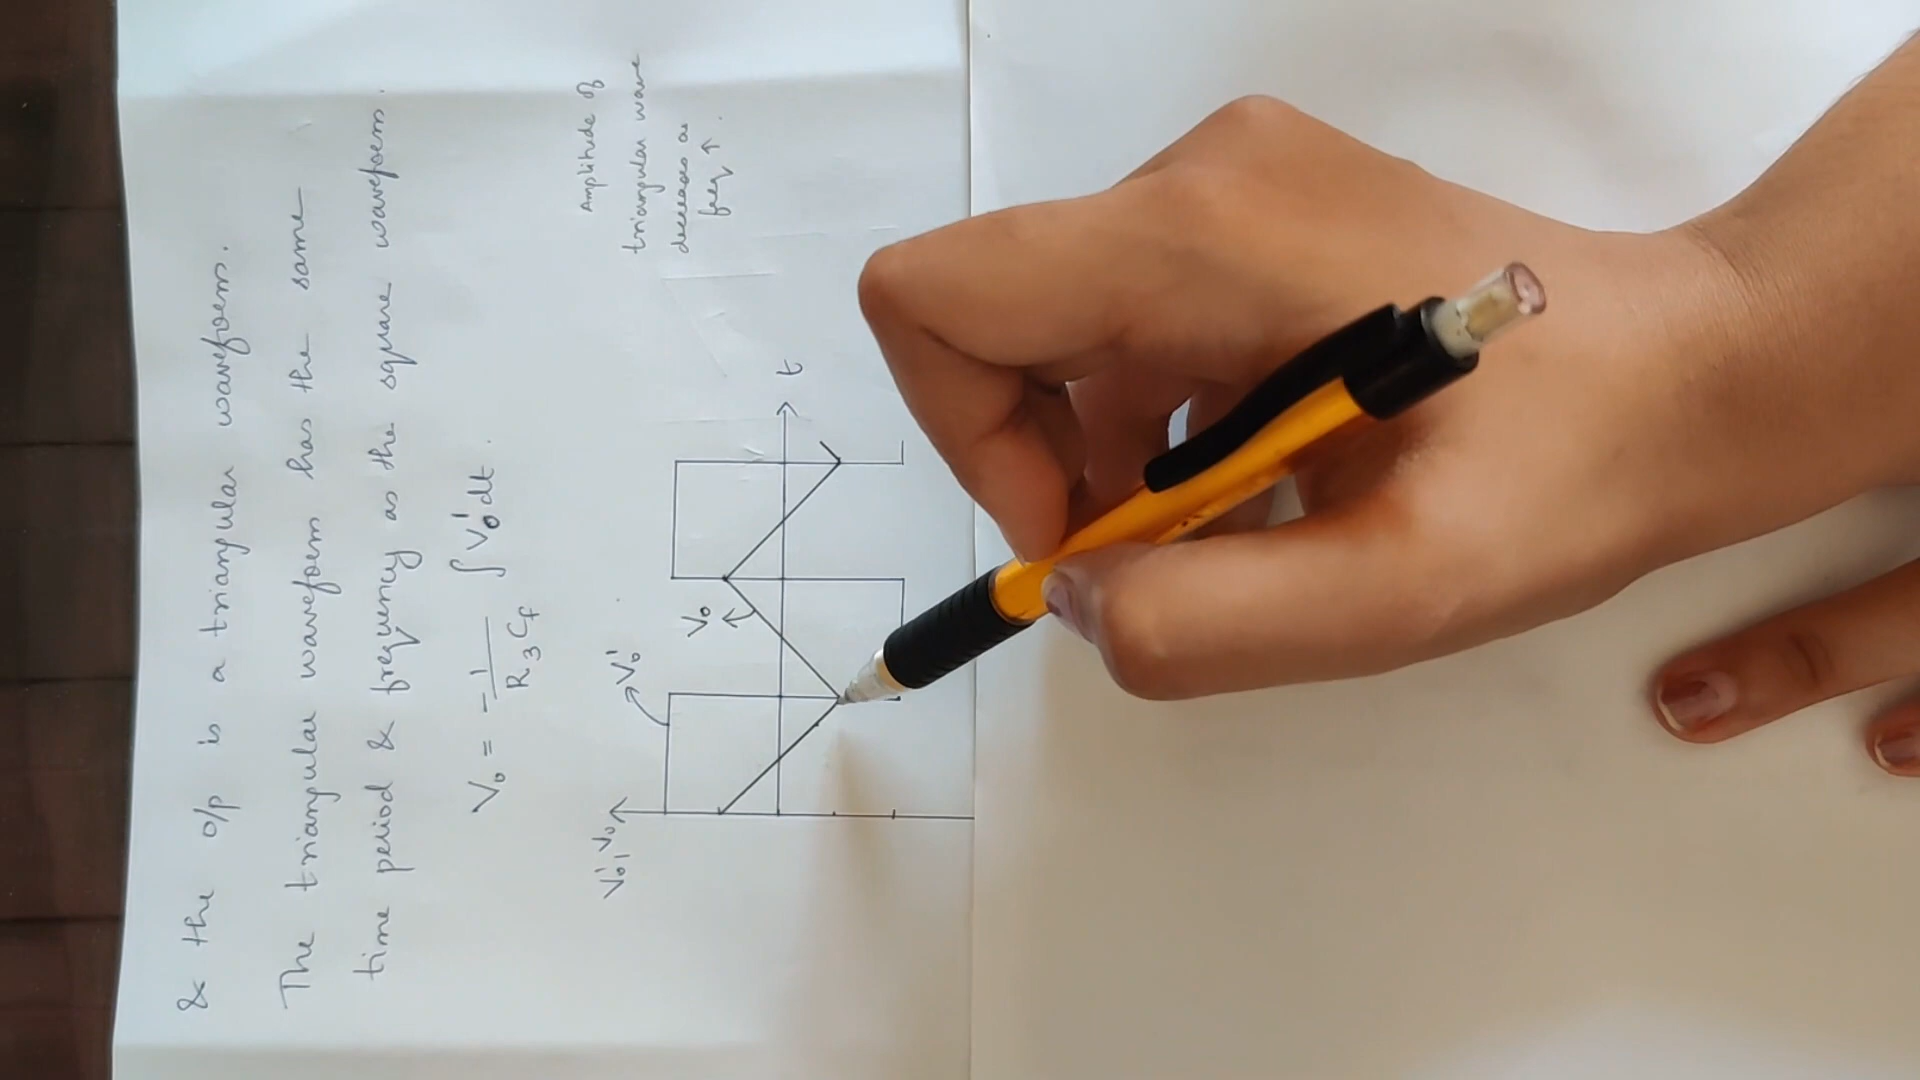 & the o/p is a triangular waveform.
The triangular waveform has the same
time period & frequency as the square waveform.
V₀ = - 1/R₃C_f ∫ V₀' dt.
Amplitude of
triangular wave
decreases as
freq ↑.
V₀', V₀
V₀'
V₀
t